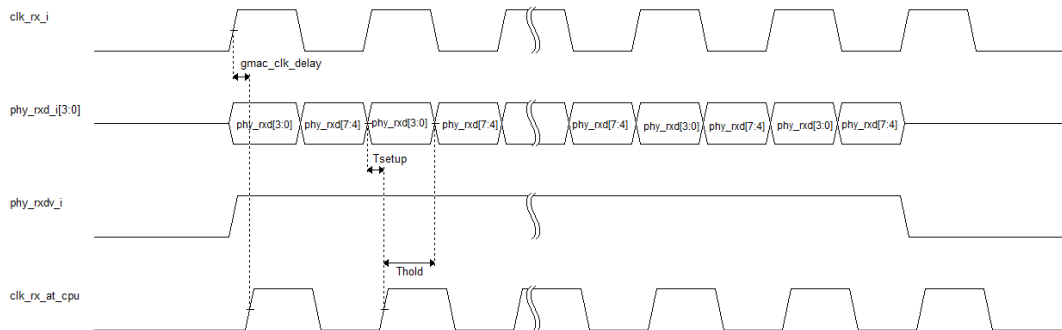 clk_rx_i
gmac_clk_delay
phy_rxd_i[3:0]
phy_rxd[3:0] phy_rxd[7:4] phy_rxd[3:0] phy_rxd[7:4] phy_rxd[7:4] phy_rxd[3:0] phy_rxd[7:4] phy_rxd[3:0] phy_rxd[7:4]
Tsetup
phy_rxdv_i
Thold
clk_rx_at_cpu